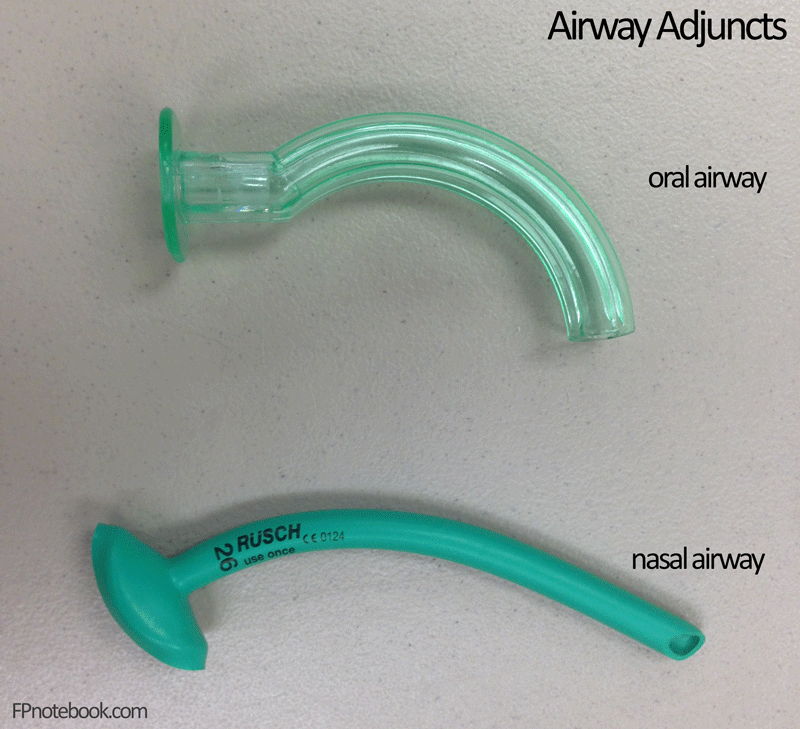 Airway Adjuncts
oral airway
26 RÜSCH CE 0124
use once
nasal airway
FPnotebook.com